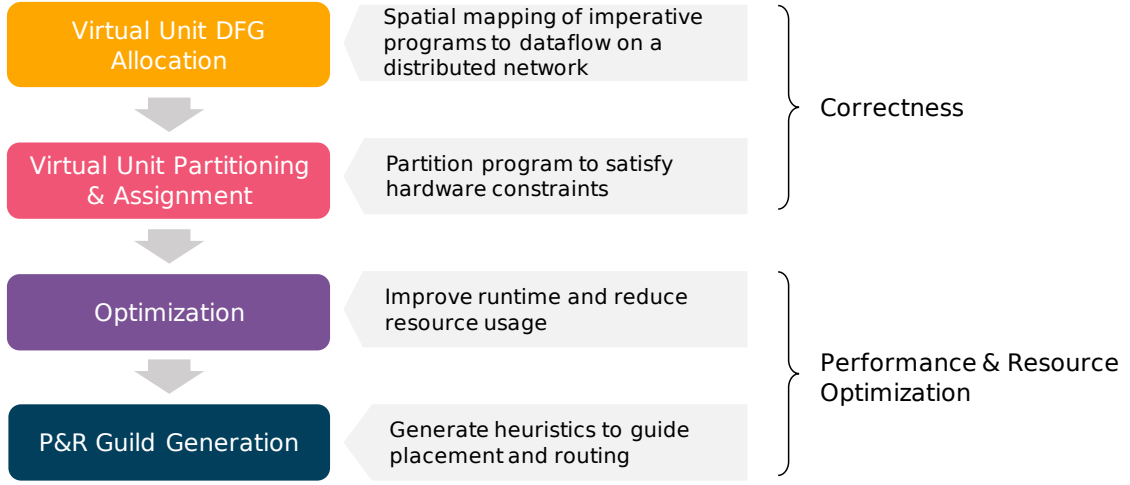 Virtual Unit DFG
Allocation
Spatial mapping of imperative
programs to dataflow on a
distributed network
Correctness
Virtual Unit Partitioning
& Assignment
Partition program to satisfy
hardware constraints
Optimization
Improve runtime and reduce
resource usage
Performance & Resource
Optimization
P&R Guild Generation
Generate heuristics to guide
placement and routing